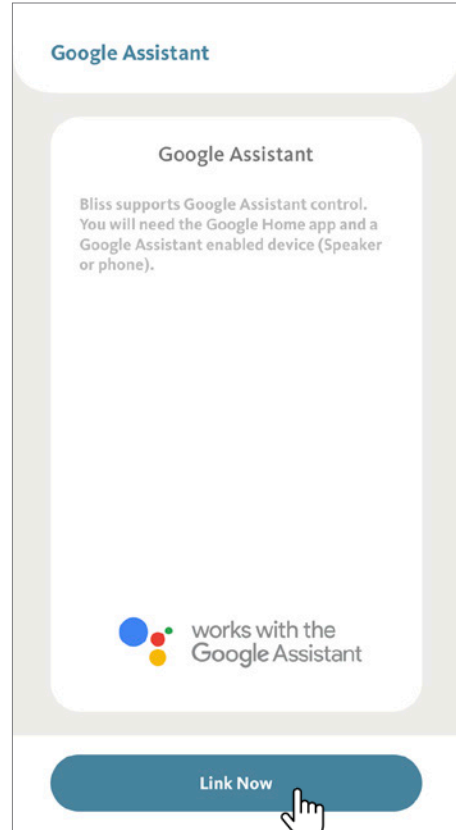 Google Assistant
Google Assistant
Bliss supports Google Assistant control.
You will need the Google Home app and a
Google Assistant enabled device (Speaker
or phone).
works with the
Google Assistant
Link Now